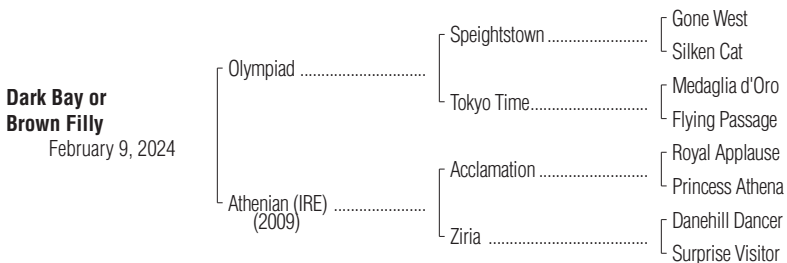 Dark Bay or
Brown Filly
February 9, 2024
Olympiad ..............................
Athenian (IRE) ......................
(2009)
Speightstown ........................
Tokyo Time............................
Acclamation ..........................
Ziria ......................................
Gone West
Silken Cat
Medaglia d'Oro
Flying Passage
Royal Applause
Princess Athena
Danehill Dancer
Surprise Visitor